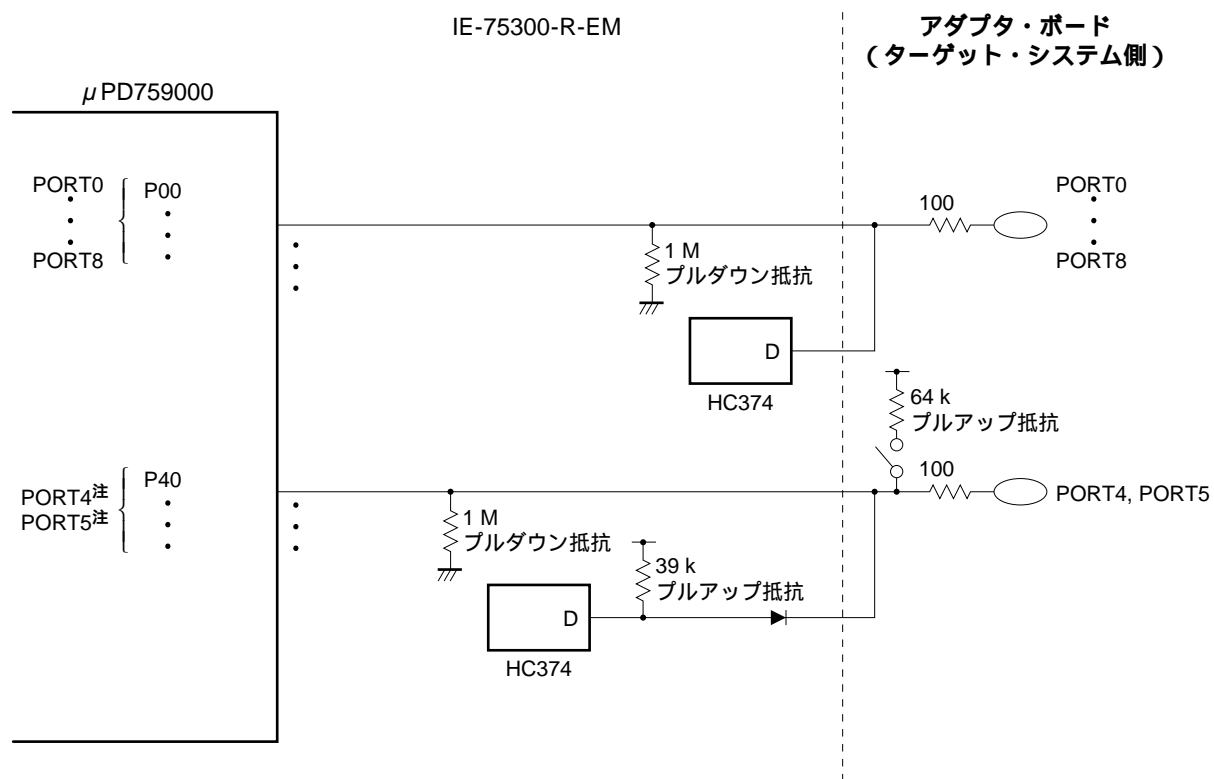 IE-75300-R-EM
アダプタ・ボード
（ターゲット・システム側）
μPD759000
PORT0
PORT8
P00
1 M
プルダウン抵抗
D
HC374
100
PORT0
PORT8
64 k
プルアップ抵抗
PORT4注
PORT5注
P40
1 M
プルダウン抵抗
39 k
プルアップ抵抗
D
HC374
100
PORT4, PORT5